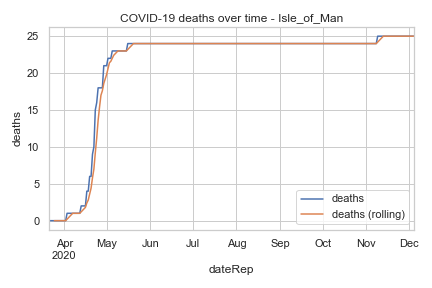 COVID-19 deaths over time - Isle_of_Man
25
20
15
10
5
0
deaths
deaths
deaths (rolling)
Apr May Jun Jul Aug Sep Oct Nov Dec
2020
dateRep